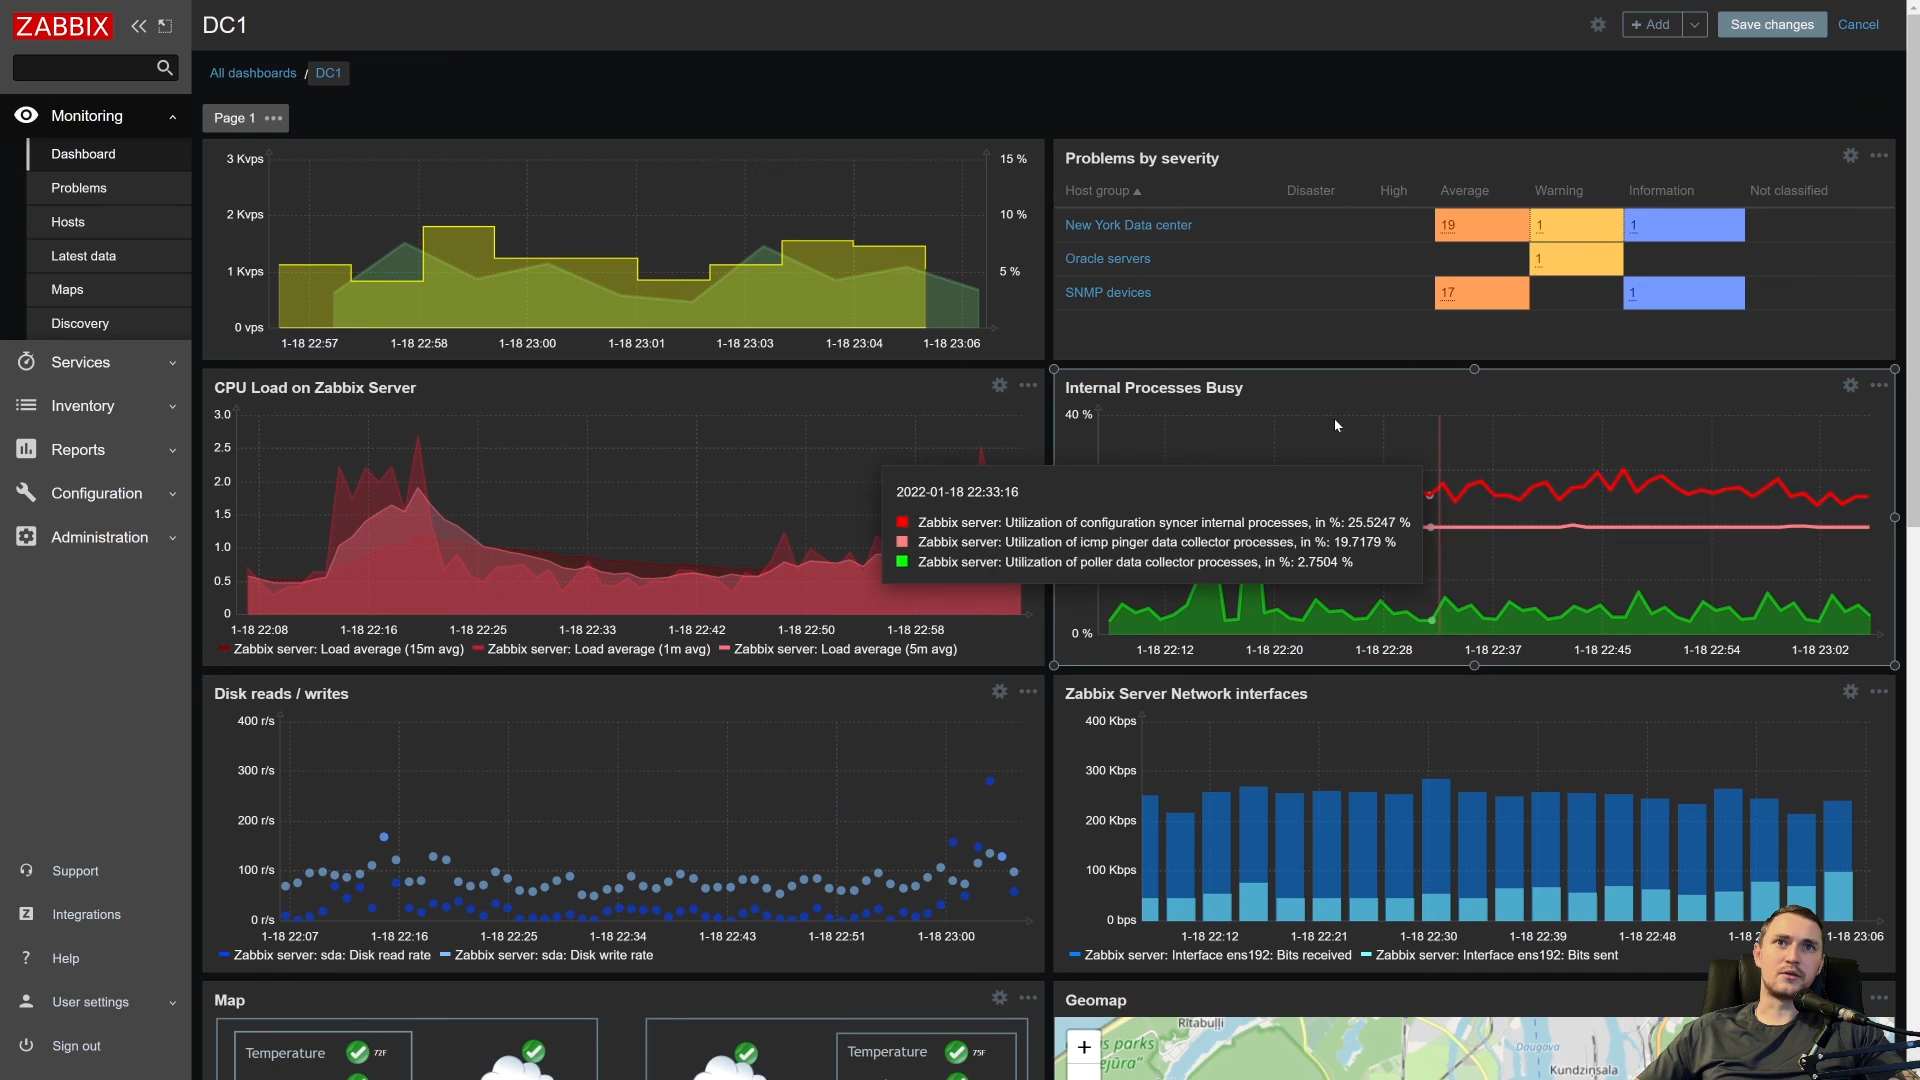 ZABBIX
DC1
+ Add
Save changes
Cancel
All dashboards / DC1
Monitoring
Dashboard
Problems
Hosts
Latest data
Maps
Discovery
Services
Inventory
Reports
Configuration
Administration
Support
Integrations
? Help
User settings
Sign out
Page 1 •••
3 Kvps
2 Kvps
1 Kvps
0 vps
15 %
10 %
5 %
1-18 22:57 1-18 22:58 1-18 23:00 1-18 23:01 1-18 23:03 1-18 23:04 1-18 23:06
Problems by severity
Host group ▲ Disaster High Average Warning Information Not classified
New York Data center 19 1 1
Oracle servers 1
SNMP devices 17 1
CPU Load on Zabbix Server
3.0
2.5
2.0
1.5
1.0
0.5
0
1-18 22:08 1-18 22:16 1-18 22:25 1-18 22:33 1-18 22:42 1-18 22:50 1-18 22:58
Zabbix server: Load average (15m avg) Zabbix server: Load average (1m avg) Zabbix server: Load average (5m avg)
Internal Processes Busy
40 %
0 %
2022-01-18 22:33:16
Zabbix server: Utilization of configuration syncer internal processes, in %: 25.5247 %
Zabbix server: Utilization of icmp pinger data collector processes, in %: 19.7179 %
Zabbix server: Utilization of poller data collector processes, in %: 2.7504 %
1-18 22:12 1-18 22:20 1-18 22:28 1-18 22:37 1-18 22:45 1-18 22:54 1-18 23:02
Disk reads / writes
400 r/s
300 r/s
200 r/s
100 r/s
0 r/s
1-18 22:07 1-18 22:16 1-18 22:25 1-18 22:34 1-18 22:43 1-18 22:51 1-18 23:00
Zabbix server: sda: Disk read rate Zabbix server: sda: Disk write rate
Zabbix Server Network interfaces
400 Kbps
300 Kbps
200 Kbps
100 Kbps
0 bps
1-18 22:12 1-18 22:21 1-18 22:30 1-18 22:39 1-18 22:48 1-18 2 1-18 23:06
Zabbix server: Interface ens192: Bits received Zabbix server: Interface ens192: Bits sent
Map
Temperature 72F
Temperature 75F
Geomap
+
Rītabuļļi
is parks
ējūra"
Daugava
Kundziņsala